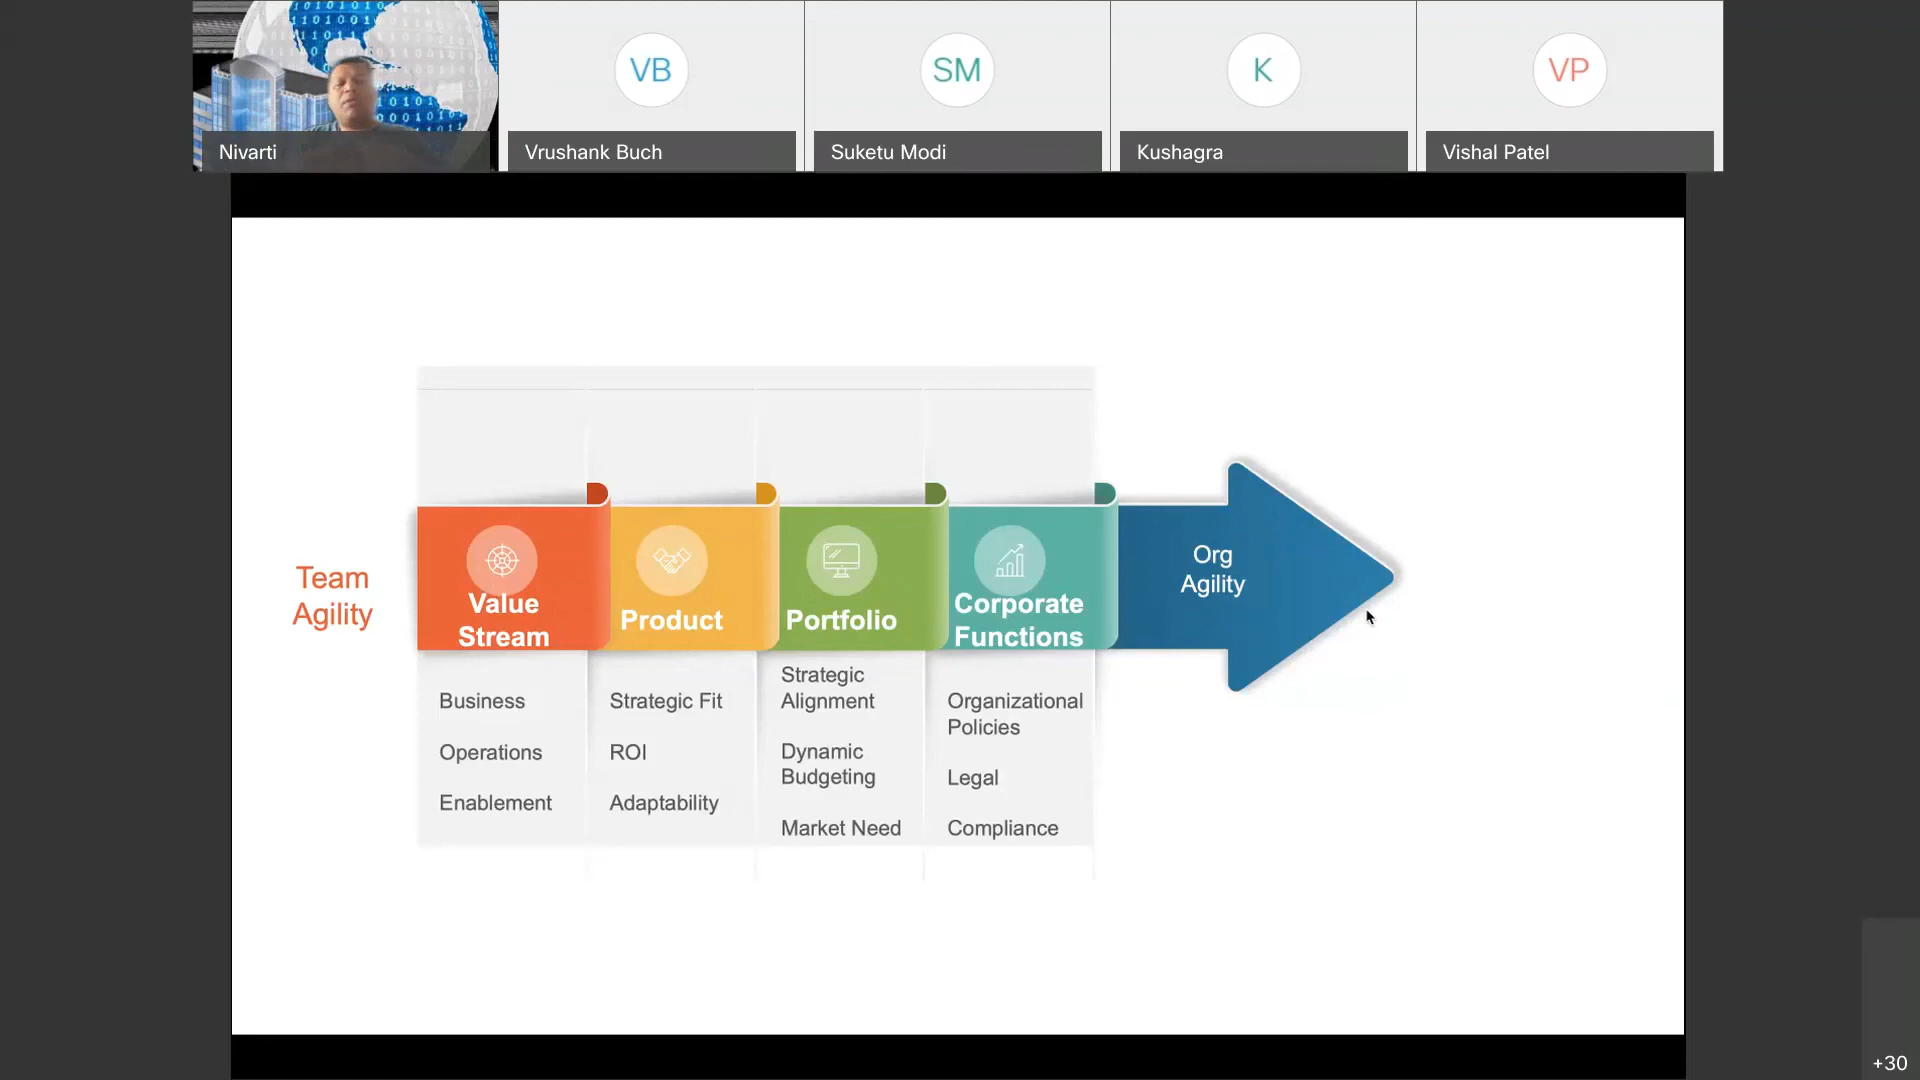 VB
SM
K
VP
Nivarti
Vrushank Buch
Suketu Modi
Kushagra
Vishal Patel
Team
Agility
Value
Stream
Business
Operations
Enablement
Product
Strategic Fit
ROI
Adaptability
Portfolio
Strategic
Alignment
Dynamic
Budgeting
Market Need
Corporate
Functions
Organizational
Policies
Legal
Compliance
Org
Agility
+30